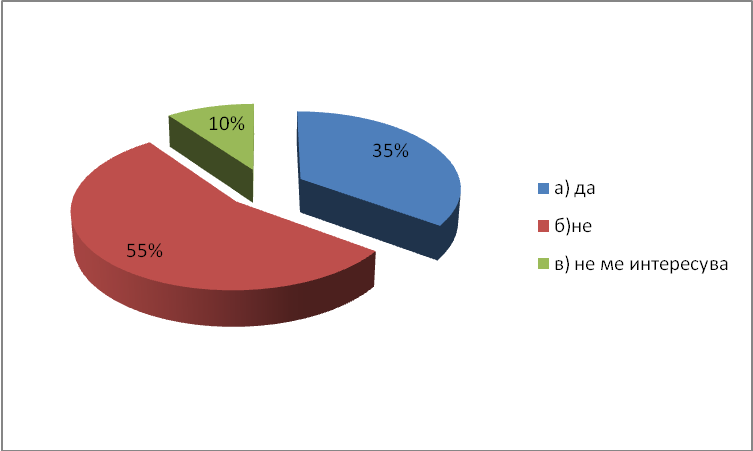 10%
35%
55%
а) да
б)не
в) не ме интересува